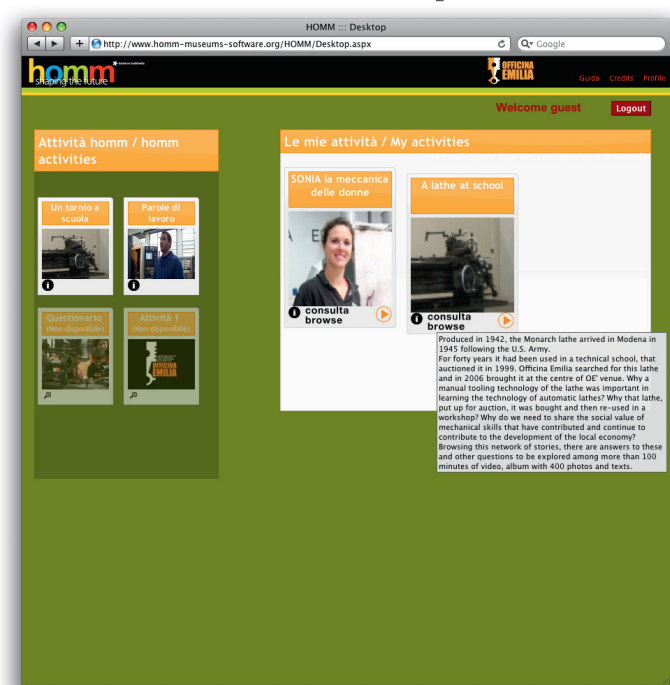 HOMM ::: Desktop
http://www.homm-museums-software.org/HOMM/Desktop.aspx
Google
homm
shaping the future
OFFICINA
EMILIA
Guida Credits Profile
Welcome guest
Logout
Attività homm / homm
activities
Un tornio a
scuola
Parole di
lavoro
Questionario
(Non disponibile)
Attività 1
(Non disponibile)
OFFICINA
EMILIA
Le mie attività / My activities
SONIA la meccanica
delle donne
consulta
browse
A lathe at school
consulta
browse
Produced in 1942, the Monarch lathe arrived in Modena in
1945 following the U.S. Army.
For forty years it had been used in a technical school, that
auctioned it in 1999. Officina Emilia searched for this lathe
and in 2006 brought it at the centre of OE' venue. Why a
manual tooling technology of the lathe was important in
learning the technology of automatic lathes? Why that lathe,
put up for auction, it was bought and then re-used in a
workshop? Why do we need to share the social value of
mechanical skills that have contributed and continue to
contribute to the development of the local economy?
Browsing this network of stories, there are answers to these
and other questions to be explored among more than 100
minutes of video, album with 400 photos and texts.